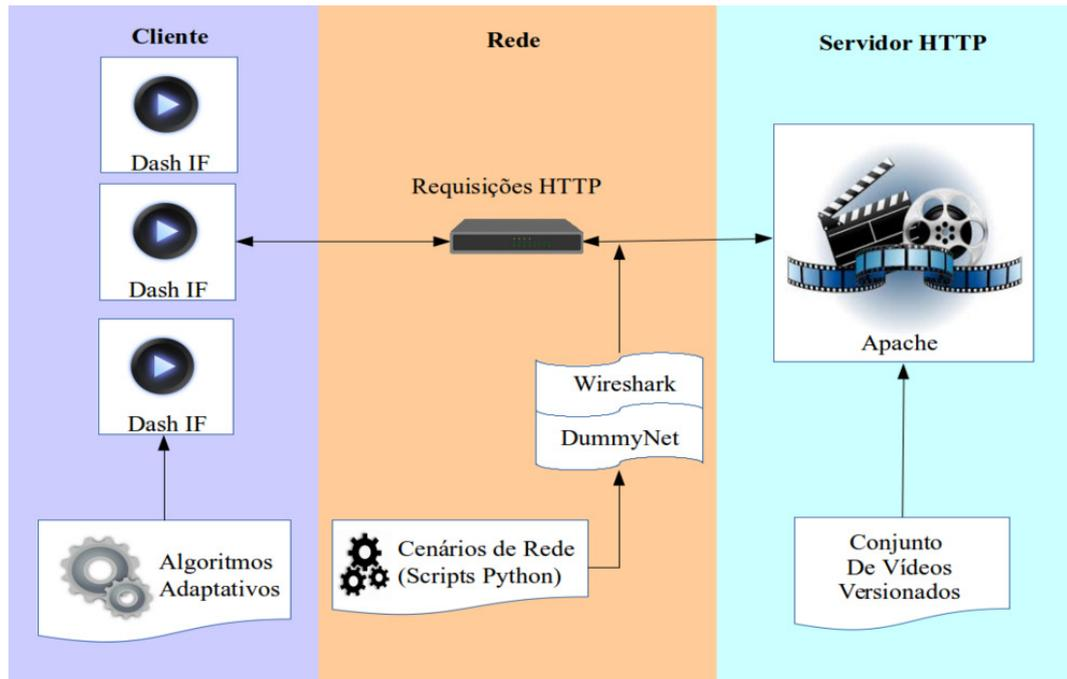 Cliente
Dash IF
Dash IF
Dash IF
Algoritmos
Adaptativos
Rede
Requisições HTTP
Wireshark
DummyNet
Cenários de Rede
(Scripts Python)
Servidor HTTP
Apache
Conjunto
De Vídeos
Versionados